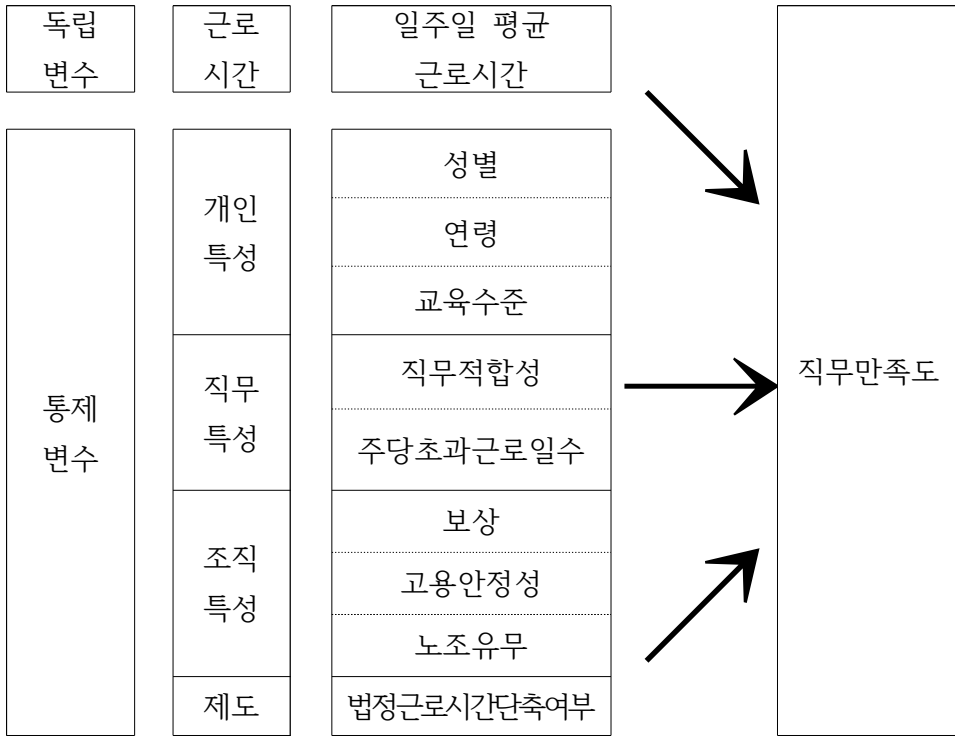 독립
변수
근로
시간
일주일 평균
근로시간
통제
변수
개인
특성
성별
연령
교육수준
직무
특성
직무적합성
주당초과근로일수
조직
특성
보상
고용안정성
노조유무
제도
법정근로시간단축여부
직무만족도